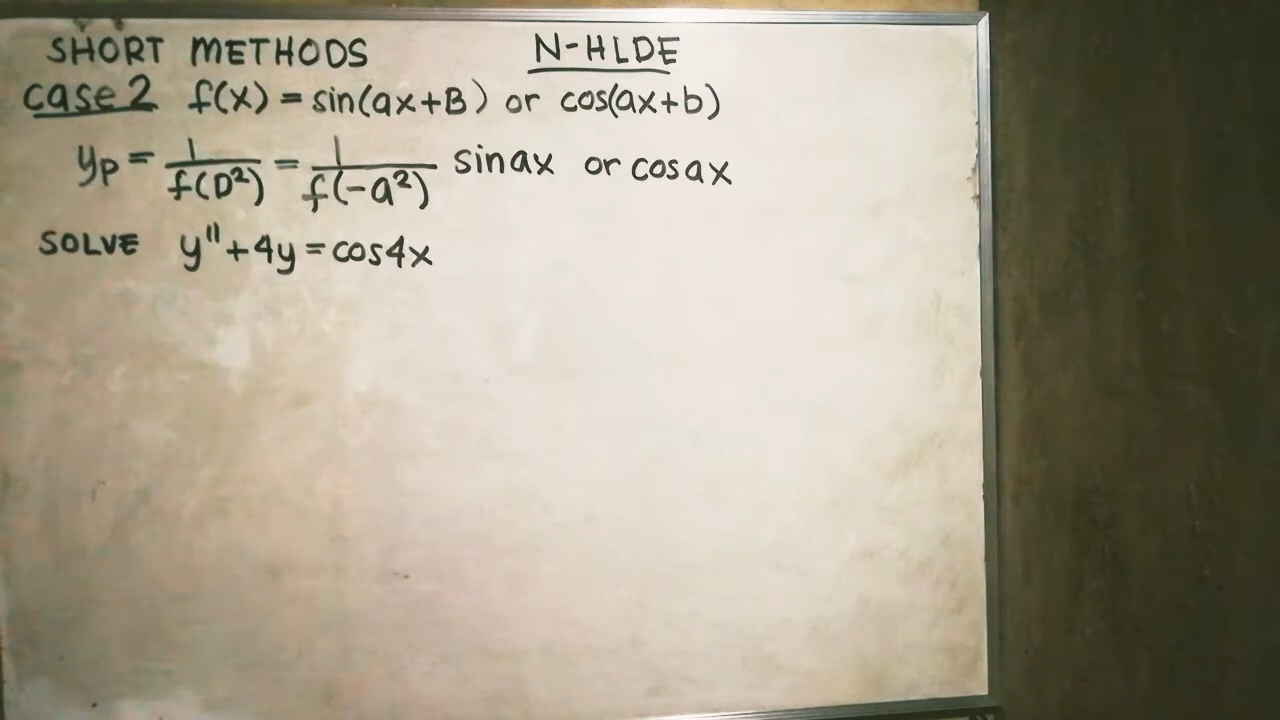 SHORT METHODS N-HLDE
case 2 f(x) = sin(ax+B) or cos(ax+b)
yp = 1/f(D²) = 1/f(-a²) sinax or cosax
SOLVE y"+4y = cos4x